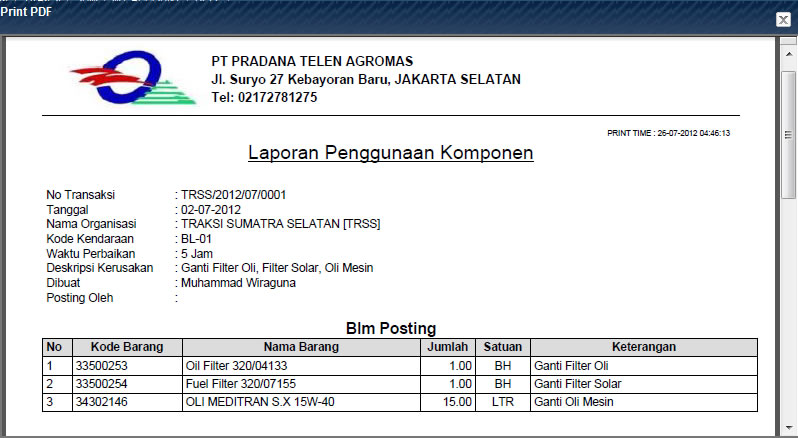 Print PDF
PT PRADANA TELEN AGROMAS
Jl. Suryo 27 Kebayoran Baru, JAKARTA SELATAN
Tel: 02172781275
PRINT TIME : 26-07-2012 04:46:13
Laporan Penggunaan Komponen
No Transaksi : TRSS/2012/07/0001
Tanggal : 02-07-2012
Nama Organisasi : TRAKSI SUMATRA SELATAN [TRSS]
Kode Kendaraan : BL-01
Waktu Perbaikan : 5 Jam
Deskripsi Kerusakan : Ganti Filter Oli, Filter Solar, Oli Mesin
Dibuat : Muhammad Wiraguna
Posting Oleh :
Blm Posting
No Kode Barang Nama Barang Jumlah Satuan Keterangan
1 33500253 Oil Filter 320/04133 1.00 BH Ganti Filter Oli
2 33500254 Fuel Filter 320/07155 1.00 BH Ganti Filter Solar
3 34302146 OLI MEDITRAN S.X 15W-40 15.00 LTR Ganti Oli Mesin